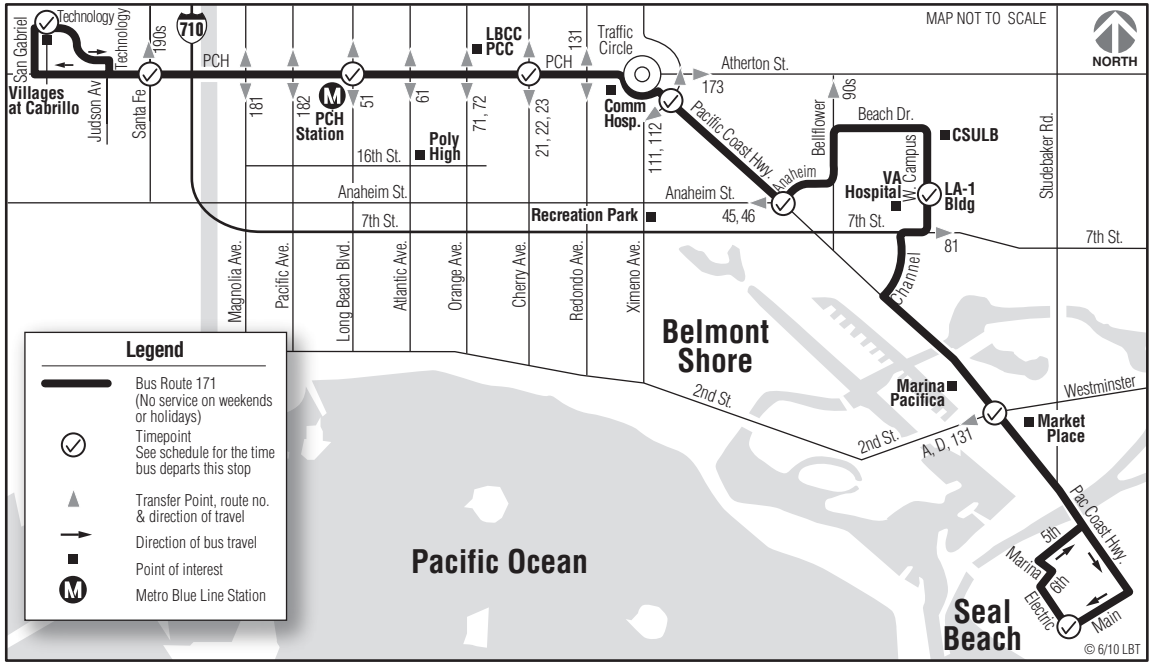 MAP NOT TO SCALE
NORTH
San Gabriel
Technology
Technology
Villages
at Cabrillo
Judson Av
Santa Fe
190s
710
PCH
181
182
M
PCH
Station
51
61
LBCC
PCC
71, 72
21, 22, 23
PCH
131
Traffic
Circle
Comm
Hosp.
111, 112
Atherton St.
173
Pacific Coast Hwy.
Poly
High
16th St.
Anaheim St.
7th St.
Recreation Park
Anaheim St.
45, 46
Anaheim
Bellflower
90s
Beach Dr.
CSULB
W. Campus
VA
Hospital
LA-1
Bldg
7th St.
81
Studebaker Rd.
7th St.
Channel
Magnolia Ave.
Pacific Ave.
Long Beach Blvd.
Atlantic Ave.
Orange Ave.
Cherry Ave.
Redondo Ave.
Ximeno Ave.
Belmont
Shore
Marina
Pacifica
2nd St.
2nd St.
A, D, 131
Westminster
Market
Place
Pac Coast Hwy.
5th
Marina
6th
Electric
Main
Seal
Beach
Pacific Ocean
Legend
Bus Route 171
(No service on weekends
or holidays)
Timepoint
See schedule for the time
bus departs this stop
Transfer Point, route no.
& direction of travel
Direction of bus travel
Point of interest
M
Metro Blue Line Station
© 6/10 LBT